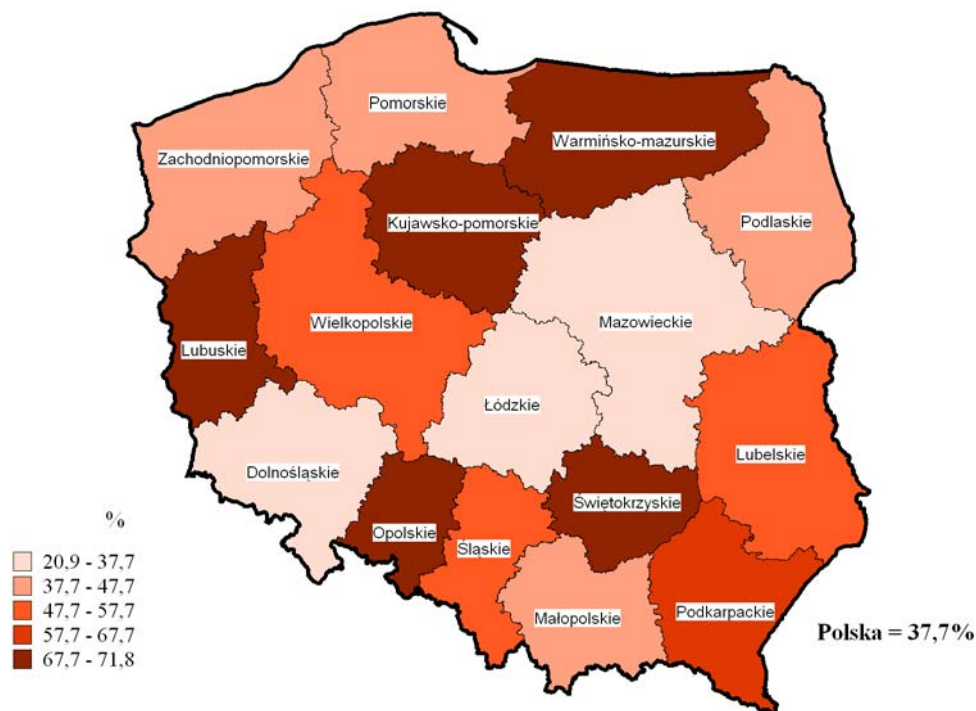 Pomorskie
Warmińsko-mazurskie
Zachodniopomorskie
Kujawsko-pomorskie
Podlaskie
Wielkopolskie
Mazowieckie
Lubuskie
Łódzkie
Lubelskie
Dolnośląskie
Świętokrzyskie
Opolskie
Śląskie
Małopolskie
Podkarpackie
%
20,9 - 37,7
37,7 - 47,7
47,7 - 57,7
57,7 - 67,7
67,7 - 71,8
Polska = 37,7%